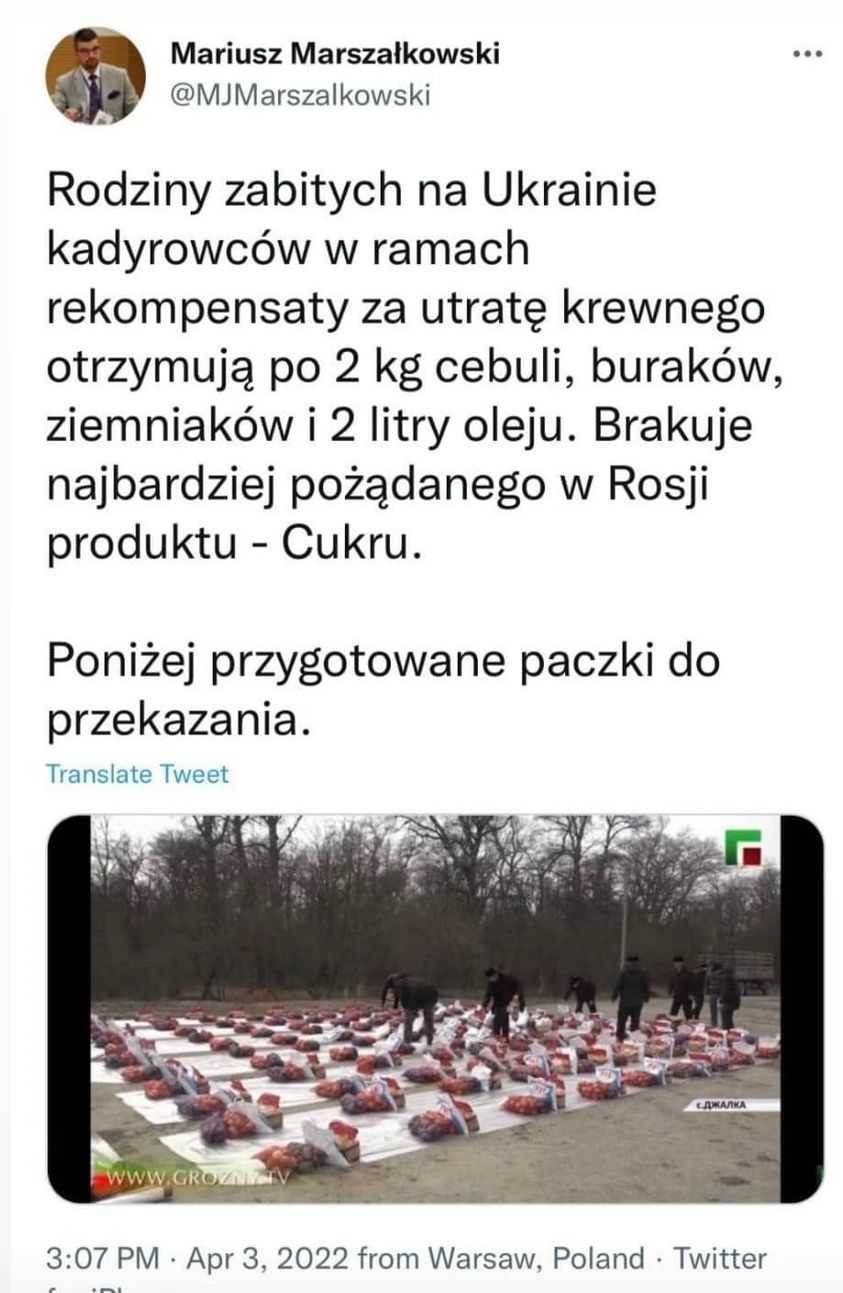 Mariusz Marszałkowski
@MJMarszalkowski
Rodziny zabitych na Ukrainie
kadyrowców w ramach
rekompensaty za utratę krewnego
otrzymują po 2 kg cebuli, buraków,
ziemniaków i 2 litry oleju. Brakuje
najbardziej pożądanego w Rosji
produktu - Cukru.
Poniżej przygotowane paczki do
przekazania.
Translate Tweet
с.ДЖАЛКА
WWW.GROZNY.TV
3:07 PM · Apr 3, 2022 from Warsaw, Poland · Twitter